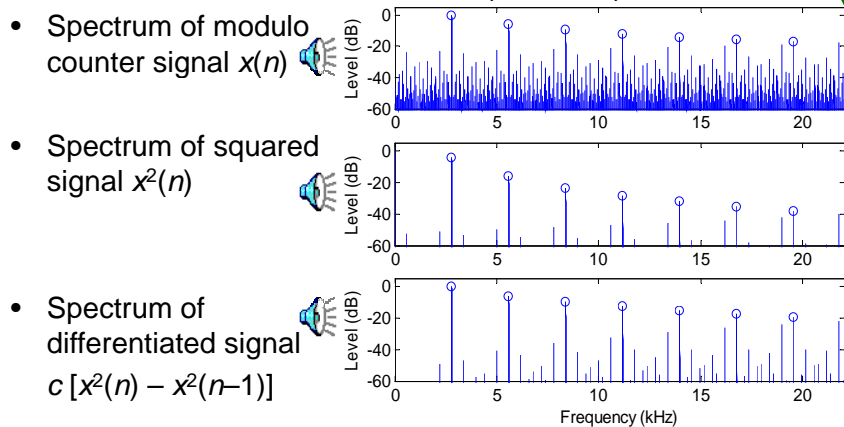 • Spectrum of modulo
counter signal x(n)
Level (dB)
0
-20
-40
-60
0 5 10 15 20
• Spectrum of squared
signal x²(n)
Level (dB)
0
-20
-40
-60
0 5 10 15 20
• Spectrum of
differentiated signal
c [x²(n) – x²(n–1)]
Level (dB)
0
-20
-40
-60
0 5 10 15 20
Frequency (kHz)